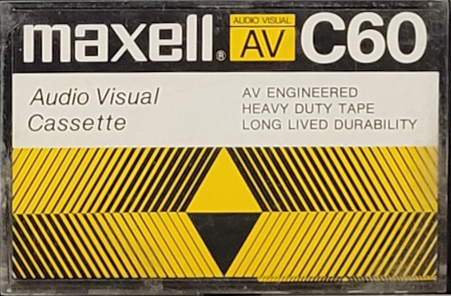 maxell® AUDIO VISUAL AV C60
Audio Visual
Cassette
AV ENGINEERED
HEAVY DUTY TAPE
LONG LIVED DURABILITY